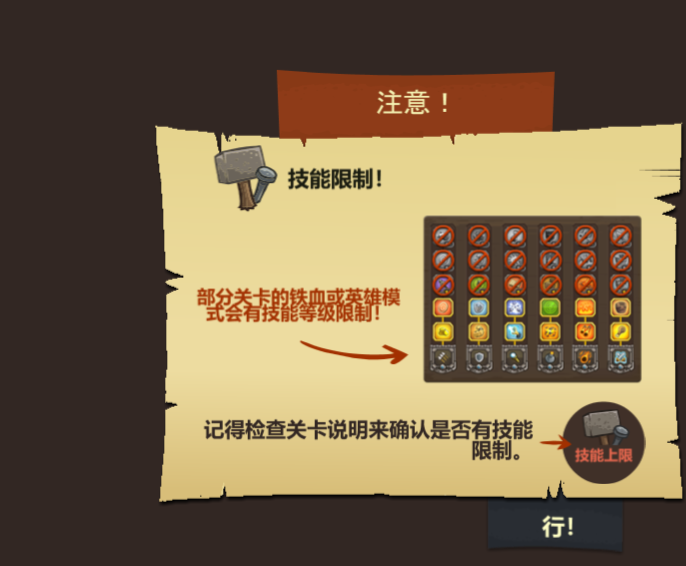 注意！
技能限制!
部分关卡的铁血或英雄模
式会有技能等级限制!
记得检查关卡说明来确认是否有技能
限制。
技能上限
行!